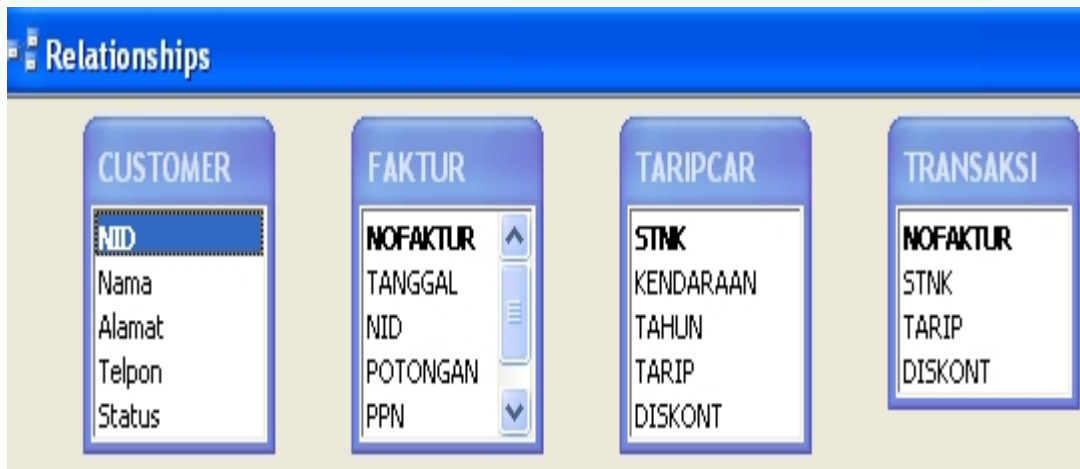 Relationships
CUSTOMER
NID
Nama
Alamat
Telpon
Status
FAKTUR
NOFAKTUR
TANGGAL
NID
POTONGAN
PPN
TARIPCAR
STNK
KENDARAAN
TAHUN
TARIP
DISKONT
TRANSAKSI
NOFAKTUR
STNK
TARIP
DISKONT